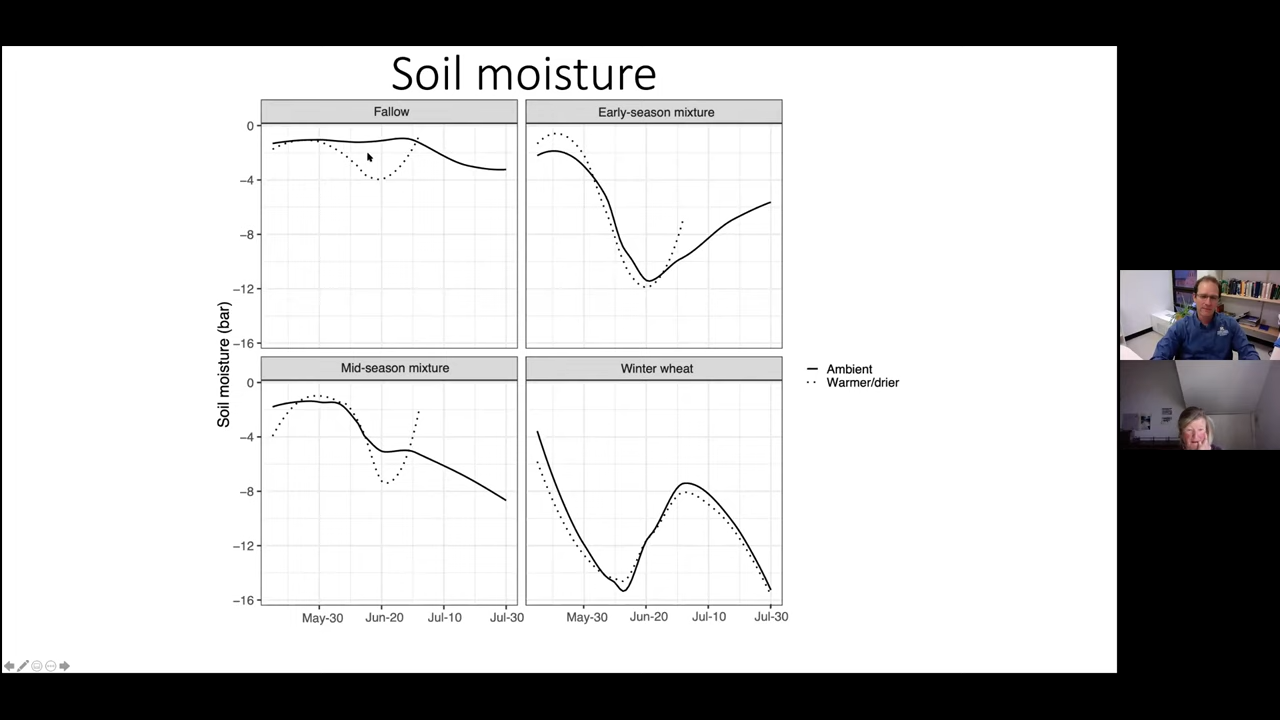 Soil moisture
Fallow
Early-season mixture
0
−4
−8
−12
−16
Mid-season mixture
Winter wheat
0
−4
−8
−12
−16
Soil moisture (bar)
May-30 Jun-20 Jul-10 Jul-30
May-30 Jun-20 Jul-10 Jul-30
Ambient
Warmer/drier